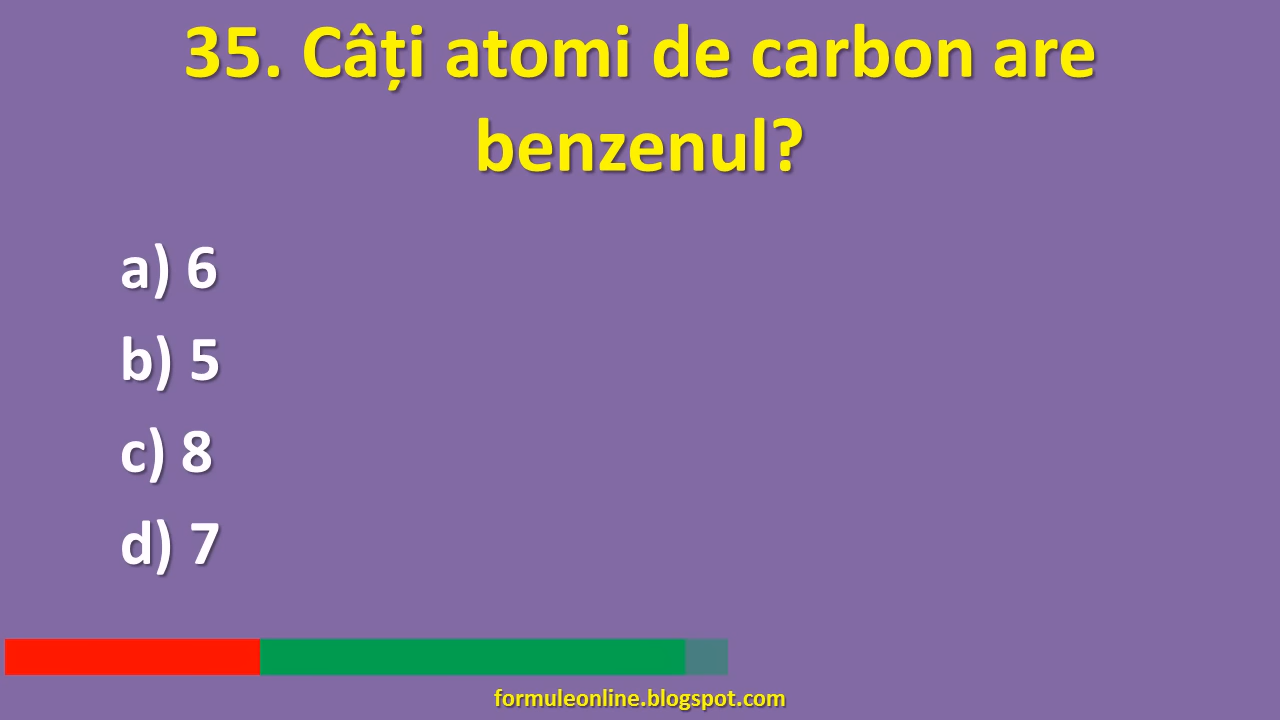 35. Câți atomi de carbon are
benzenul?
a) 6
b) 5
c) 8
d) 7
formuleonline.blogspot.com